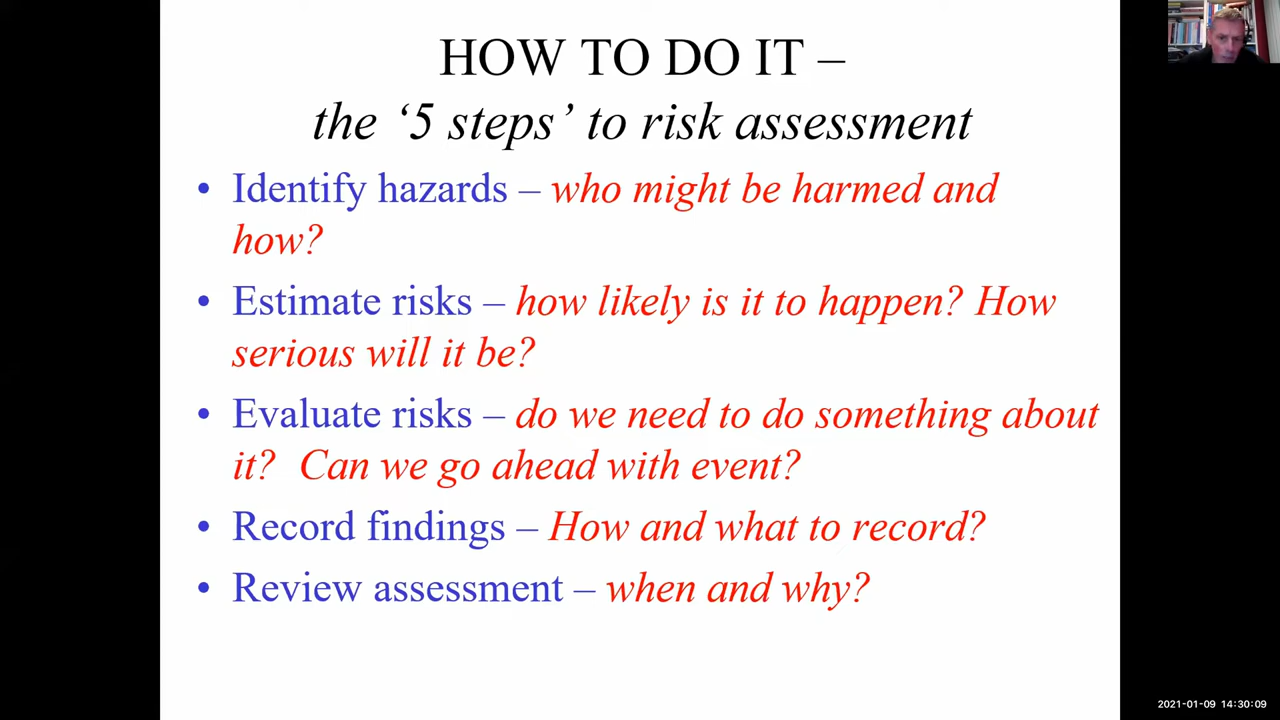 HOW TO DO IT –
the ‘5 steps’ to risk assessment
• Identify hazards – who might be harmed and
how?
• Estimate risks – how likely is it to happen? How
serious will it be?
• Evaluate risks – do we need to do something about
it?  Can we go ahead with event?
• Record findings – How and what to record?
• Review assessment – when and why?
2021-01-09 14:30:09